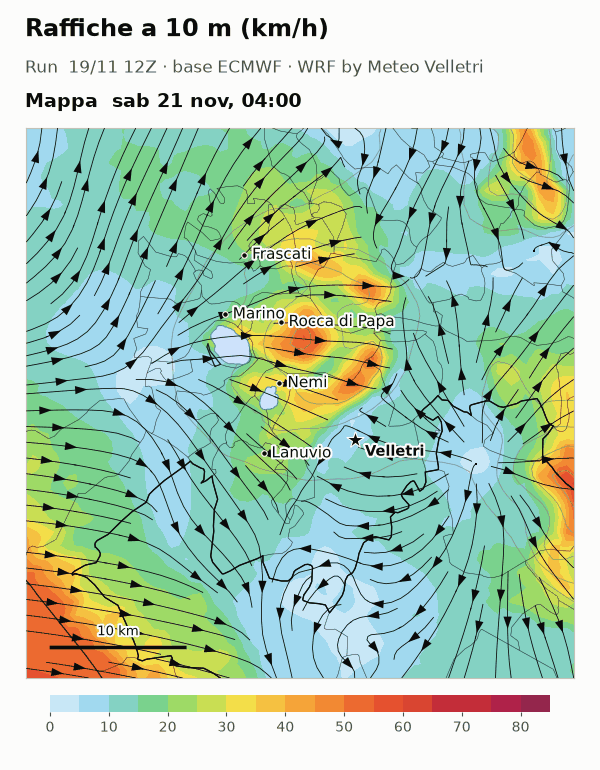 Raffiche a 10 m (km/h)
Run  19/11 12Z · base ECMWF · WRF by Meteo Velletri
Mappa  sab 21 nov, 04:00
Frascati
Marino
Rocca di Papa
Nemi
Velletri
Lanuvio
10 km
0 10 20 30 40 50 60 70 80